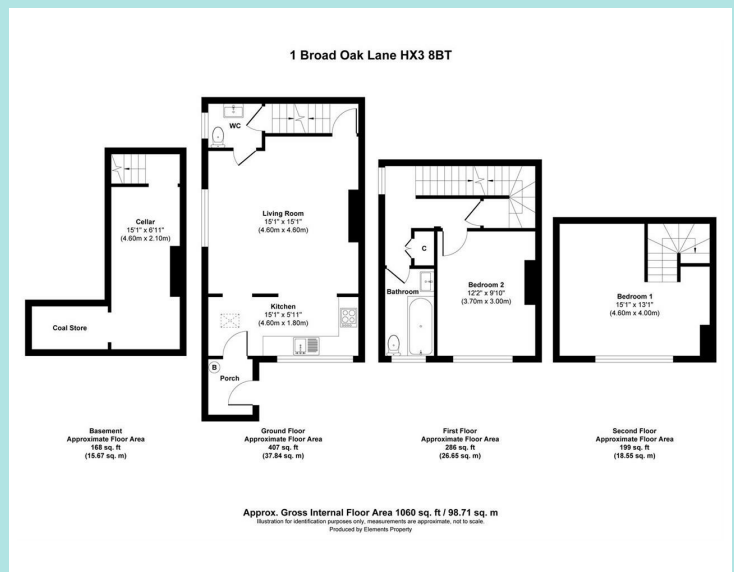 1 Broad Oak Lane HX3 8BT
WC
Living Room
15'1" x 15'1"
(4.60m x 4.60m)
Cellar
15'1" x 6'11"
(4.60m x 2.10m)
Coal Store
Kitchen
15'1" x 5'11"
(4.60m x 1.80m)
B
Porch
C
Bathroom
Bedroom 2
12'2" x 9'10"
(3.70m x 3.00m)
Bedroom 1
15'1" x 13'1"
(4.60m x 4.00m)
Basement
Approximate Floor Area
168 sq. ft
(15.67 sq. m)
Ground Floor
Approximate Floor Area
407 sq. ft
(37.84 sq. m)
First Floor
Approximate Floor Area
286 sq. ft
(26.65 sq. m)
Second Floor
Approximate Floor Area
199 sq. ft
(18.55 sq. m)
Approx. Gross Internal Floor Area 1060 sq. ft / 98.71 sq. m
Illustration for identification purposes only, measurements are approximate, not to scale.
Produced by Elements Property